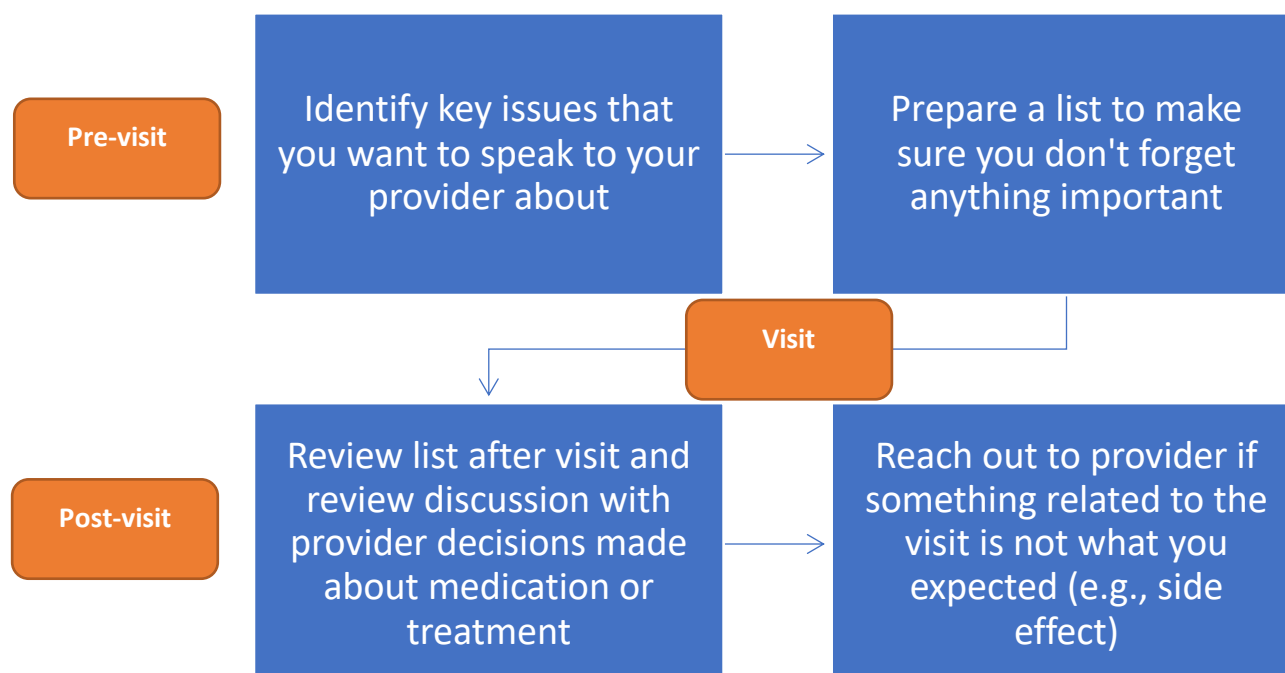 Pre-visit
Identify key issues that
you want to speak to your
provider about
Prepare a list to make
sure you don't forget
anything important
Visit
Post-visit
Review list after visit and
review discussion with
provider decisions made
about medication or
treatment
Reach out to provider if
something related to the
visit is not what you
expected (e.g., side
effect)